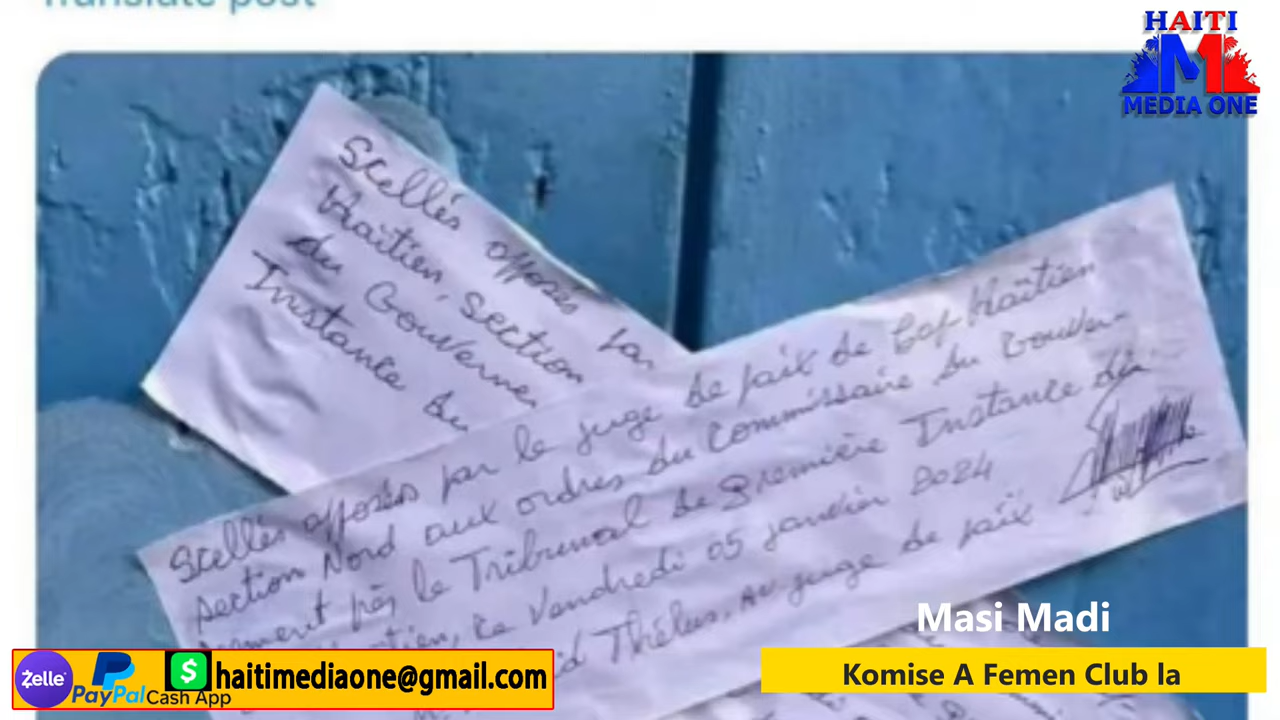 Translate post
HAITI
M
MEDIA ONE
Scellés apposés par
Haïtien, Section
du Gouverne
Instance du
Scellés apposés par le juge de paix de Cap-Haïtien
section Nord aux ordres du Commissaire du Gouver-
nement près le Tribunal de Première Instance du
le Vendredi 05 janvier 2024
Thélus, av juge de paix
Masi Madi
Komise A Femen Club la
Zelle
PayPal
$
Cash App
haitimediaone@gmail.com